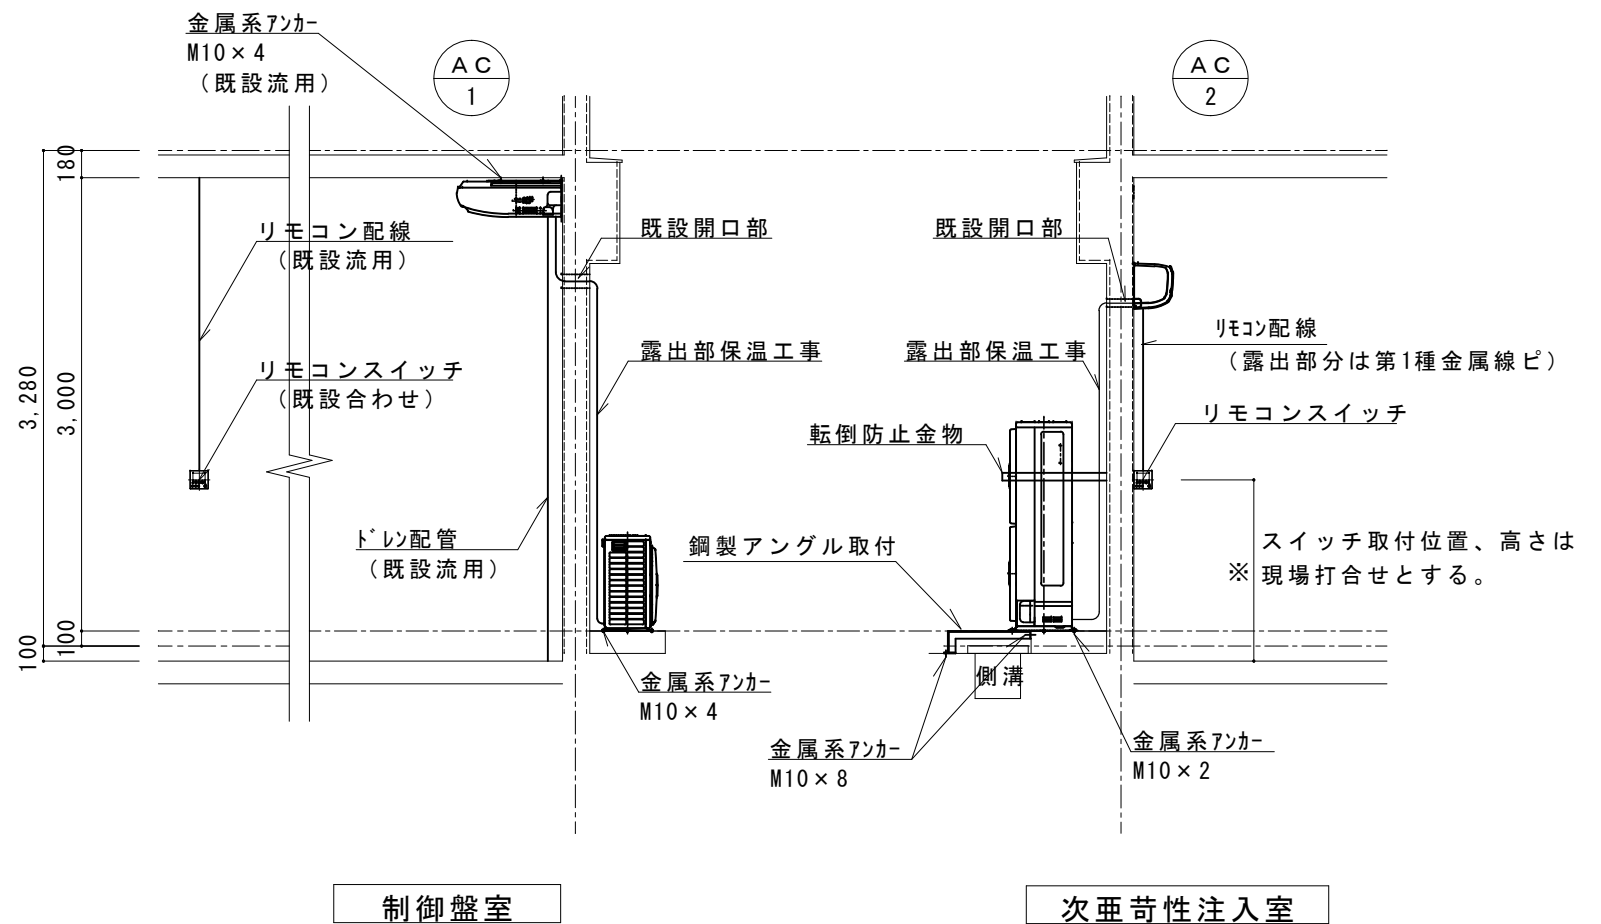 金属系ｱﾝｶｰ
M10×4
（既設流用）
ＡＣ
1
ＡＣ
2
180
3,280
3,000
100
100
リモコン配線
（既設流用）
リモコンスイッチ
（既設合わせ）
ﾄﾞﾚﾝ配管
（既設流用）
既設開口部
既設開口部
露出部保温工事
露出部保温工事
転倒防止金物
鋼製アングル取付
側溝
金属系ｱﾝｶｰ
M10×4
金属系ｱﾝｶｰ
M10×8
金属系ｱﾝｶｰ
M10×2
ﾘﾓｺﾝ配線
（露出部分は第1種金属線ピ）
リモコンスイッチ
スイッチ取付位置、高さは
※ 現場打合せとする。
制御盤室
次亜苛性注入室